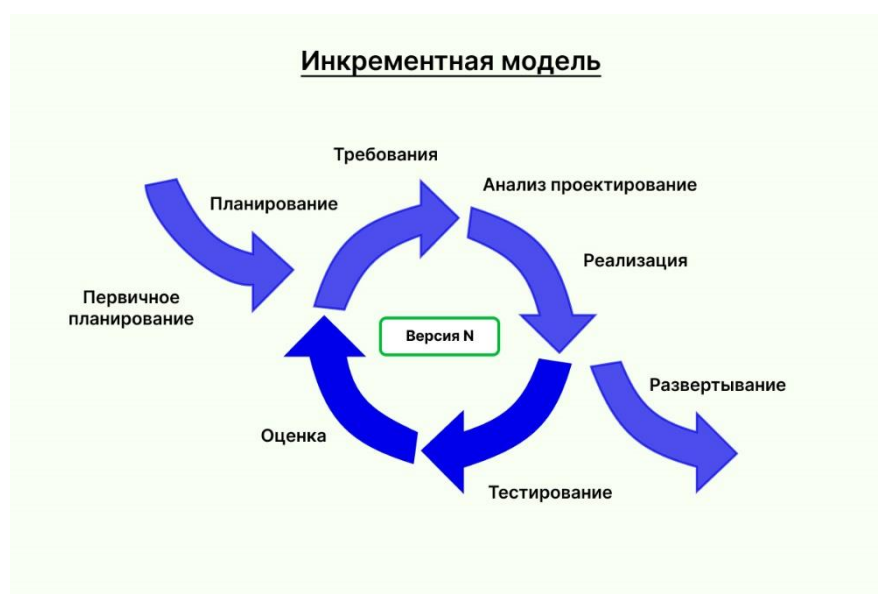 Инкрементная модель
Требования
Анализ проектирование
Планирование
Реализация
Первичное
планирование
Версия N
Развертывание
Оценка
Тестирование